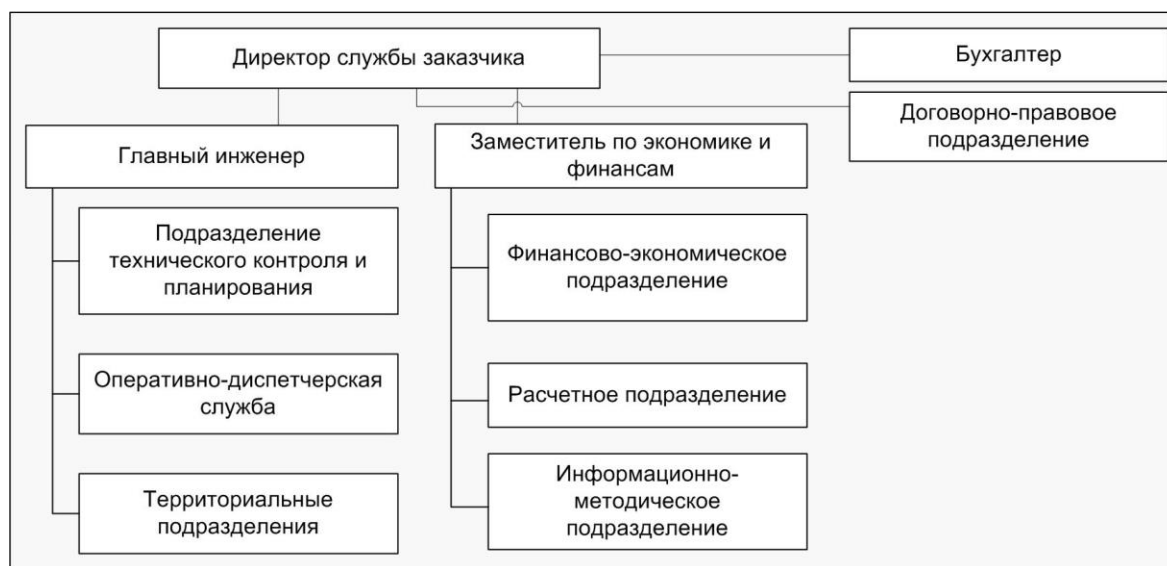 Директор службы заказчика
Бухгалтер
Договорно-правовое
подразделение
Главный инженер
Заместитель по экономике и
финансам
Подразделение
технического контроля и
планирования
Финансово-экономическое
подразделение
Оперативно-диспетчерская
служба
Расчетное подразделение
Территориальные
подразделения
Информационно-
методическое
подразделение